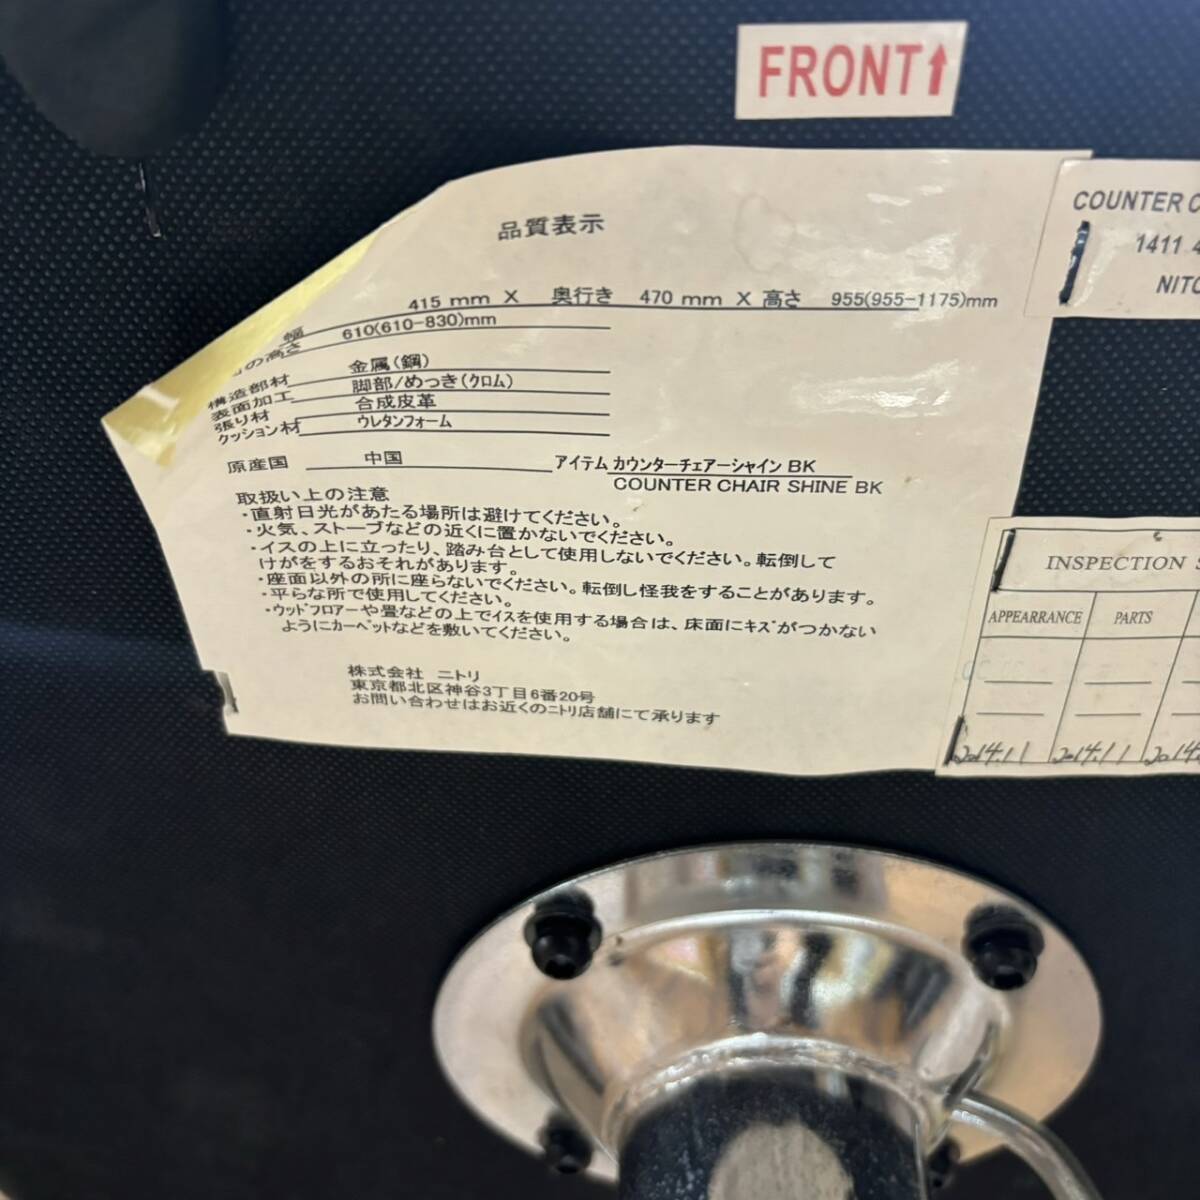 FRONT↑
品質表示
幅 415 mm X 奥行き 470 mm X 高さ 955(955-1175)mm
の高さ 610(610-830)mm
構造部材 金属(鋼)
表面加工 脚部/めっき(クロム)
張り材 合成皮革
クッション材 ウレタンフォーム
原産国 中国 アイテム カウンターチェアーシャイン BK
COUNTER CHAIR SHINE BK
取扱い上の注意
・直射日光があたる場所は避けてください。
・火気、ストーブなどの近くに置かないでください。
・イスの上に立ったり、踏み台として使用しないでください。転倒して
けがをするおそれがあります。
・座面以外の所に座らないでください。転倒し怪我をすることがあります。
・平らな所で使用してください。
・ウッドフロアーや畳などの上でイスを使用する場合は、床面にキズがつかない
ようにカーペットなどを敷いてください。
株式会社 ニトリ
東京都北区神谷3丁目6番20号
お問い合わせはお近くのニトリ店舗にて承ります
COUNTER C
1411 4
NITO
INSPECTION S
APPEARRANCE PARTS
2014.11 2014.11 2014